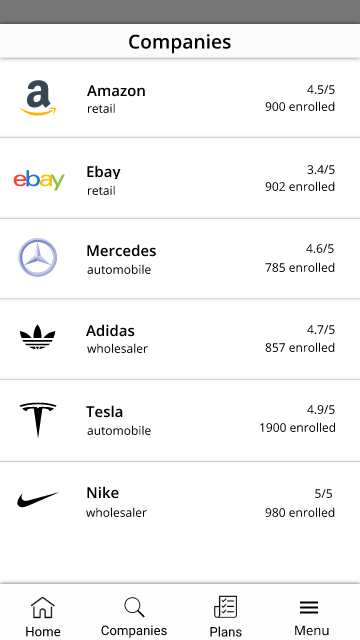 Companies
a
Amazon
4.5/5
retail
900 enrolled
ebay
Ebay
3.4/5
retail
902 enrolled
Mercedes
4.6/5
automobile
785 enrolled
Adidas
4.7/5
wholesaler
857 enrolled
Tesla
4.9/5
automobile
1900 enrolled
Nike
5/5
wholesaler
980 enrolled
Home
Companies
Plans
Menu